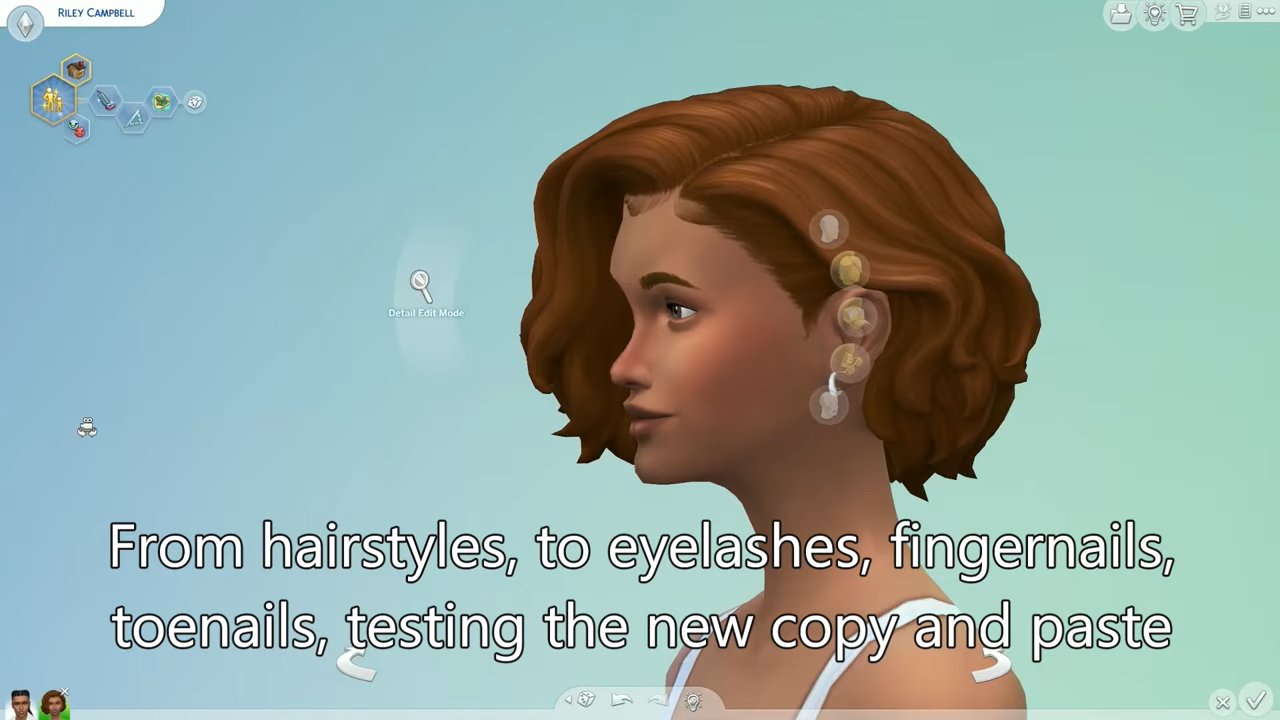 RILEY CAMPBELL
Detail Edit Mode
From hairstyles, to eyelashes, fingernails,
toenails, testing the new copy and paste